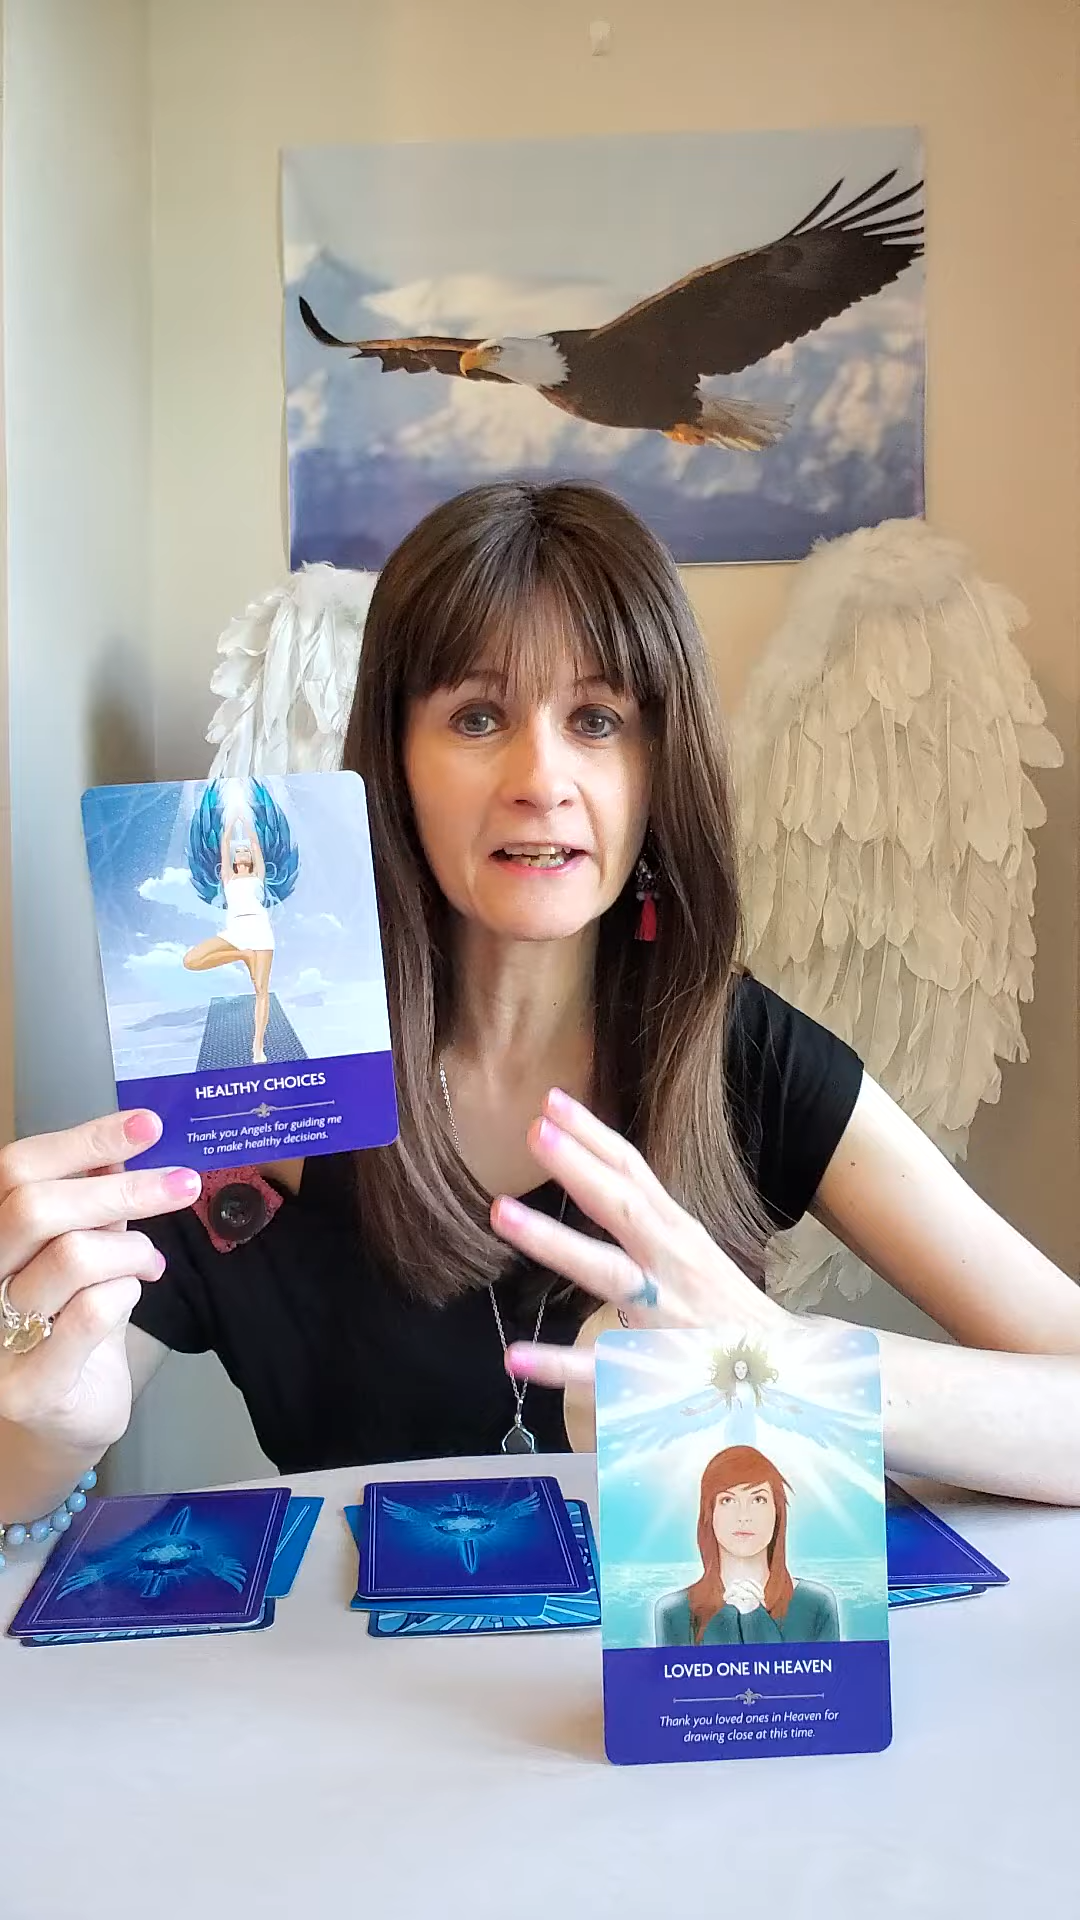 HEALTHY CHOICES
Thank you Angels for guiding me
to make healthy decisions.
LOVED ONE IN HEAVEN
Thank you loved ones in Heaven for
drawing close at this time.